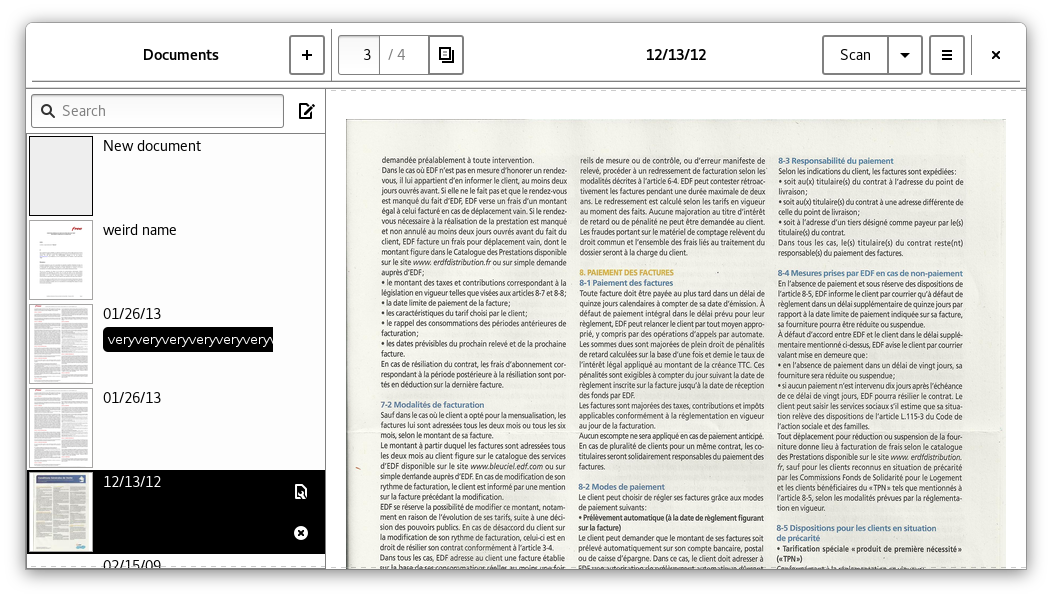 Documents
+
3 / 4
12/13/12
Scan
Search
New document
weird name
01/26/13
veryveryveryveryveryv
01/26/13
12/13/12
02/15/09
demandée préalablement à toute intervention.
Dans le cas où EDF n'est pas en mesure d'honorer un rendez-
vous, il lui appartient d'en informer le client, au moins deux
jours ouvrés avant. Si elle ne le fait pas et que le rendez-vous
est manqué du fait d'EDF, EDF verse un frais d'un montant
égal à celui facturé en cas de déplacement vain. Si le rendez-
vous nécessaire à la réalisation de la prestation est manqué
et non annulé au moins deux jours ouvrés avant du fait du
client, EDF facture un frais pour déplacement vain, dont le
montant figure dans le Catalogue des Prestations disponible
sur le site www. erdfdistribution.fr ou sur simple demande
auprès d'EDF;
• le montant des taxes et contributions correspondant à la
législation en vigueur telles que visées aux articles 8-7 et 8-8;
• la date limite de paiement de la facture;
• les caractéristiques du tarif choisi par le client;
• le rappel des consommations des périodes antérieures de
facturation;
• les dates prévisibles du prochain relevé et de la prochaine
facture.
En cas de résiliation du contrat, les frais d'abonnement cor-
respondant à la période postérieure à la résiliation sont por-
tés en déduction sur la dernière facture.
7-2 Modalités de facturation
Sauf dans le cas où le client a opté pour la mensualisation, les
factures lui sont adressées tous les deux mois ou tous les six
mois, selon le montant de sa facture.
Le montant à partir duquel les factures sont adressées tous
les deux mois au client figure sur le catalogue des services
d'EDF disponible sur le site www.bleuciel.edf.com ou sur
simple demande auprès d'EDF. En cas de modification de son
rythme de facturation, le client est informé par une mention
sur la facture précédant la modification.
EDF se réserve la possibilité de modifier ce montant, notam-
ment en raison de l'évolution de ses tarifs, suite à une déci-
sion des pouvoirs publics. En cas de désaccord du client sur
la modification de son rythme de facturation, celui-ci est en
droit de résilier son contrat conformément à l'article 3-4.
Dans tous les cas, EDF adresse au client une facture établie
sur la base de ses consommations réelles, au moins une fois
reils de mesure ou de contrôle, ou d'erreur manifeste de
relevé, procéder à un redressement de facturation selon les
modalités décrites à l'article 6-4. EDF peut contester rétroac-
tivement les factures pendant une durée maximale de deux
ans. Le redressement est calculé selon les tarifs en vigueur
au moment des faits. Aucune majoration au titre d'intérêt
de retard ou de pénalité ne peut être demandée au client.
Les fraudes portant sur le matériel de comptage relèvent du
droit commun et l'ensemble des frais liés au traitement du
dossier seront à la charge du client.
8. PAIEMENT DES FACTURES
8-1 Paiement des factures
Toute facture doit être payée au plus tard dans un délai de
quinze jours calendaires à compter de sa date d'émission. À
défaut de paiement intégral dans le délai prévu pour leur
règlement, EDF peut relancer le client par tout moyen appro-
prié, y compris par des opérations d'appels automatisés.
Les sommes dues sont majorées de plein droit de pénalités
de retard calculées sur la base d'une fois et demie le taux de
l'intérêt légal appliqué au montant de la créance TTC. Ces
pénalités sont exigibles à compter du jour suivant la date de
règlement inscrite sur la facture jusqu'à la date de réception
des fonds par EDF.
Les factures sont majorées des taxes, contributions et impôts
applicables conformément à la réglementation en vigueur
au jour de la facturation.
Aucun escompte ne sera appliqué en cas de paiement anticipé.
En cas de pluralité de clients pour un même contrat, les co-
titulaires seront solidairement responsables du paiement des
factures.
8-2 Modes de paiement
Le client peut choisir de régler ses factures grâce aux modes
de paiement suivants:
• Prélèvement automatique (à la date de règlement figurant
sur la facture)
Le client peut demander que le montant de ses factures soit
prélevé automatiquement sur son compte bancaire, postal
ou de caisse d'épargne. Dans ce cas, le client doit adresser à
EDF une autorisation de prélèvement automatique dûment
8-3 Responsabilité du paiement
Selon les indications du client, les factures sont expédiées:
• soit au(x) titulaire(s) du contrat à l'adresse du point de
livraison;
• soit au(x) titulaire(s) du contrat à une adresse différente de
celle du point de livraison;
• soit à l'adresse d'un tiers désigné comme payeur par le(s)
titulaire(s) du contrat.
Dans tous les cas, le(s) titulaire(s) du contrat reste(nt)
responsable(s) du paiement des factures.
8-4 Mesures prises par EDF en cas de non-paiement
En l'absence de paiement et sous réserve des dispositions de
l'article 8-5, EDF informe le client par courrier qu'à défaut de
règlement dans un délai supplémentaire de quinze jours par
rapport à la date limite de paiement indiquée sur sa facture,
sa fourniture pourra être réduite ou suspendue.
À défaut d'accord entre EDF et le client dans le délai supplé-
mentaire mentionné ci-dessus, EDF avise le client par courrier
valant mise en demeure que:
• en l'absence de paiement dans un délai de vingt jours, sa
fourniture sera réduite ou suspendue;
• si aucun paiement n'est intervenu dix jours après l'échéance
de ce délai de vingt jours, EDF pourra résilier le contrat. Le
client peut saisir les services sociaux s'il estime que sa situa-
tion relève des dispositions de l'article L.115-3 du Code de
l'action sociale et des familles.
Tout déplacement pour réduction ou suspension de la four-
niture donne lieu à facturation de frais selon le catalogue
des Prestations disponible sur le site www. erdfdistribution.
fr, sauf pour les clients reconnus en situation de précarité
par les Commissions Fonds de Solidarité pour le Logement
et les clients bénéficiaires du «TPN» tels que mentionnés à
l'article 8-5, selon les modalités prévues par la réglementa-
tion en vigueur.
8-5 Dispositions pour les clients en situation
de précarité
• Tarification spéciale «produit de première nécessité»
(«TPN»)